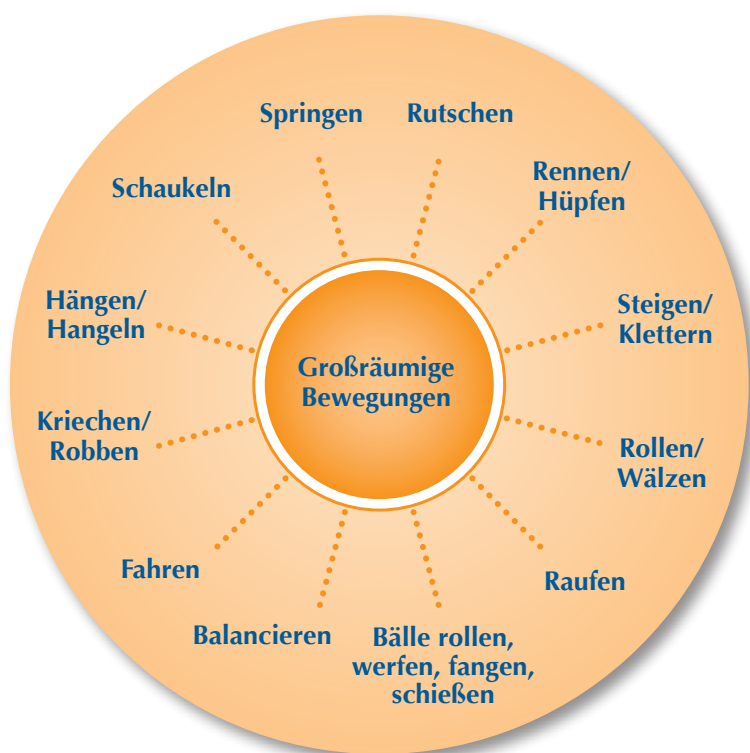 Springen
Rutschen
Rennen/
Hüpfen
Steigen/
Klettern
Rollen/
Wälzen
Raufen
Bälle rollen,
werfen, fangen,
schießen
Balancieren
Fahren
Kriechen/
Robben
Hängen/
Hangeln
Schaukeln
Großräumige
Bewegungen